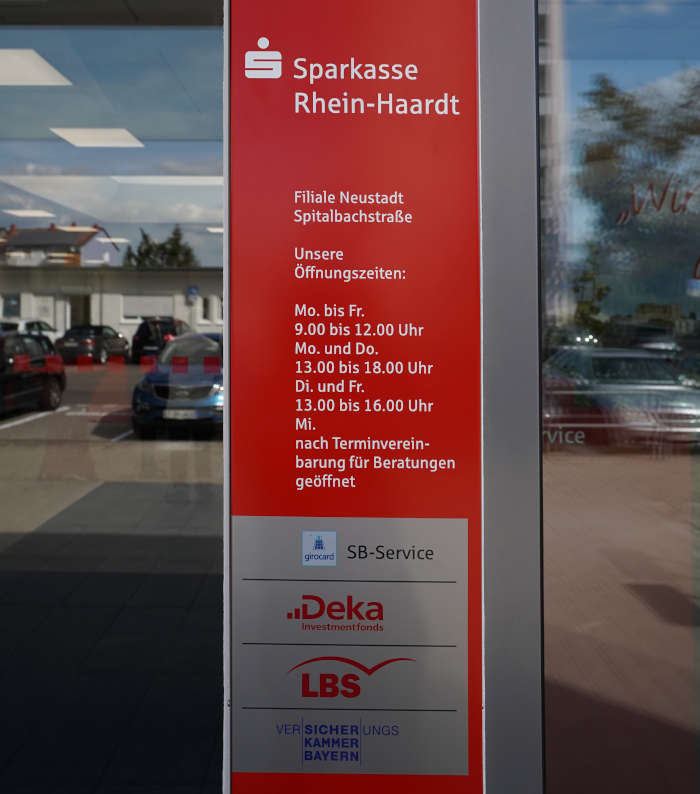 Sparkasse
Rhein-Haardt
Filiale Neustadt
Spitalbachstraße
Unsere
Öffnungszeiten:
Mo. bis Fr.
9.00 bis 12.00 Uhr
Mo. und Do.
13.00 bis 18.00 Uhr
Di. und Fr.
13.00 bis 16.00 Uhr
Mi.
nach Terminverein-
barung für Beratungen
geöffnet
girocard SB-Service
Deka
Investmentfonds
LBS
VERSICHERUNGS
KAMMER
BAYERN